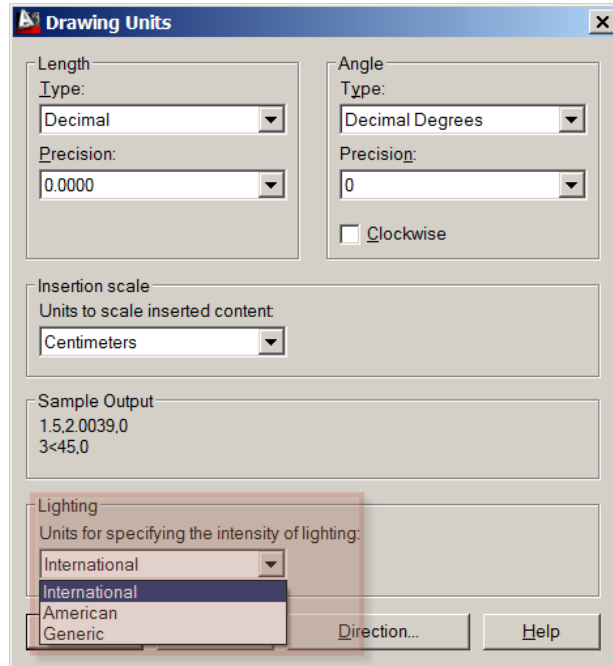 Drawing Units
Length
Type:
Decimal
Precision:
0.0000
Angle
Type:
Decimal Degrees
Precision:
0
Clockwise
Insertion scale
Units to scale inserted content:
Centimeters
Sample Output
1.5,2.0039,0
3<45,0
Lighting
Units for specifying the intensity of lighting:
International
International
American
Generic
Direction...
Help